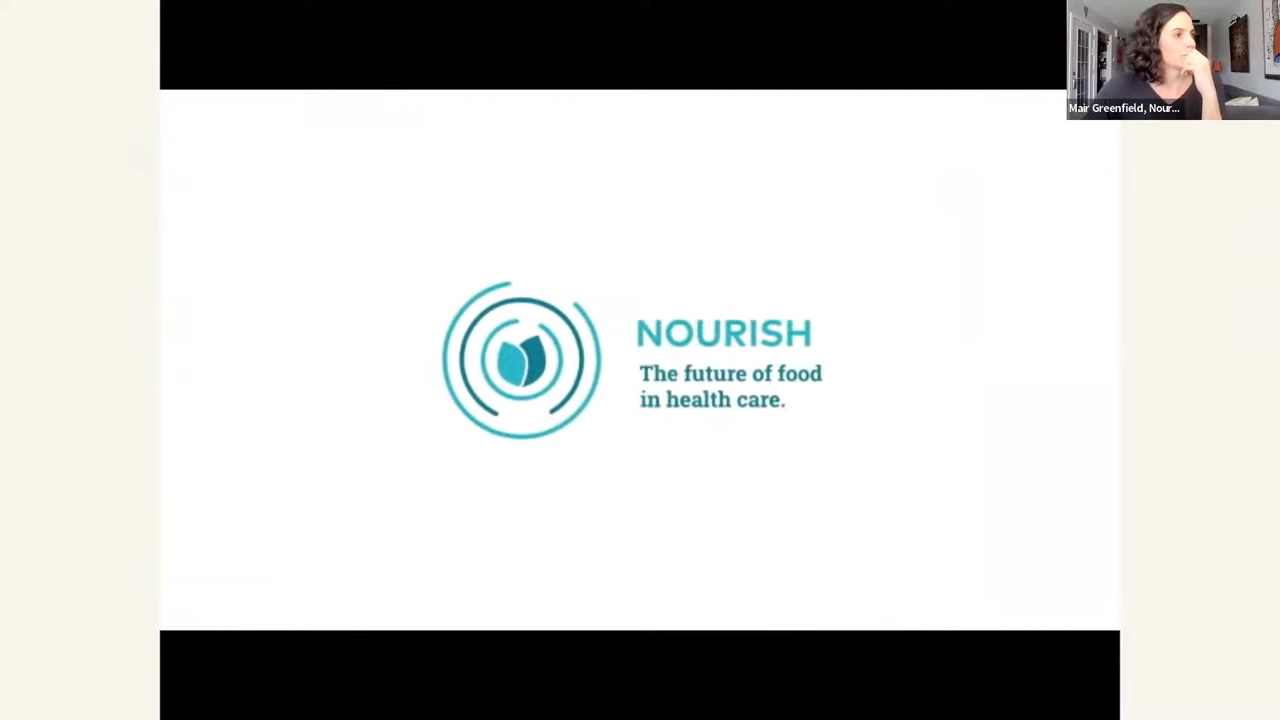 Mair Greenfield, Nour...
NOURISH
The future of food
in health care.